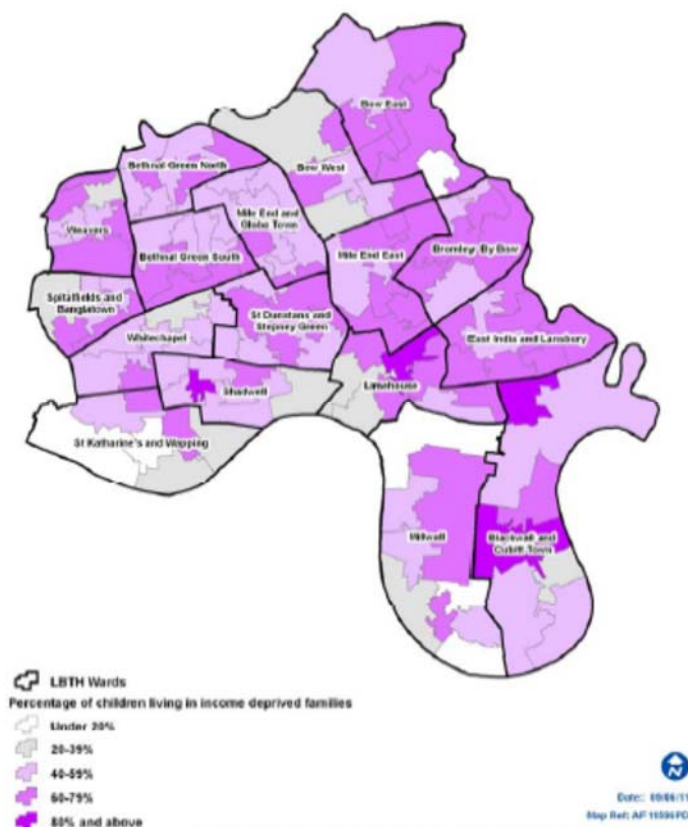 Bow East
Bethnal Green North
Bow West
Mile End and
Globe Town
Weavers
Mile End East
Bromley By Bow
Bethnal Green South
Spitalfields and
Banglatown
St Dunstans and
Stepney Green
Whitechapel
East India and Lansbury
Limehouse
Shadwell
St Katharine's and Wapping
Millwall
Blackwall and
Cubitt Town
LBTH Wards
Percentage of children living in income deprived families
Under 20%
20-39%
40-59%
60-79%
80% and above
N
Date:
Map Ref: